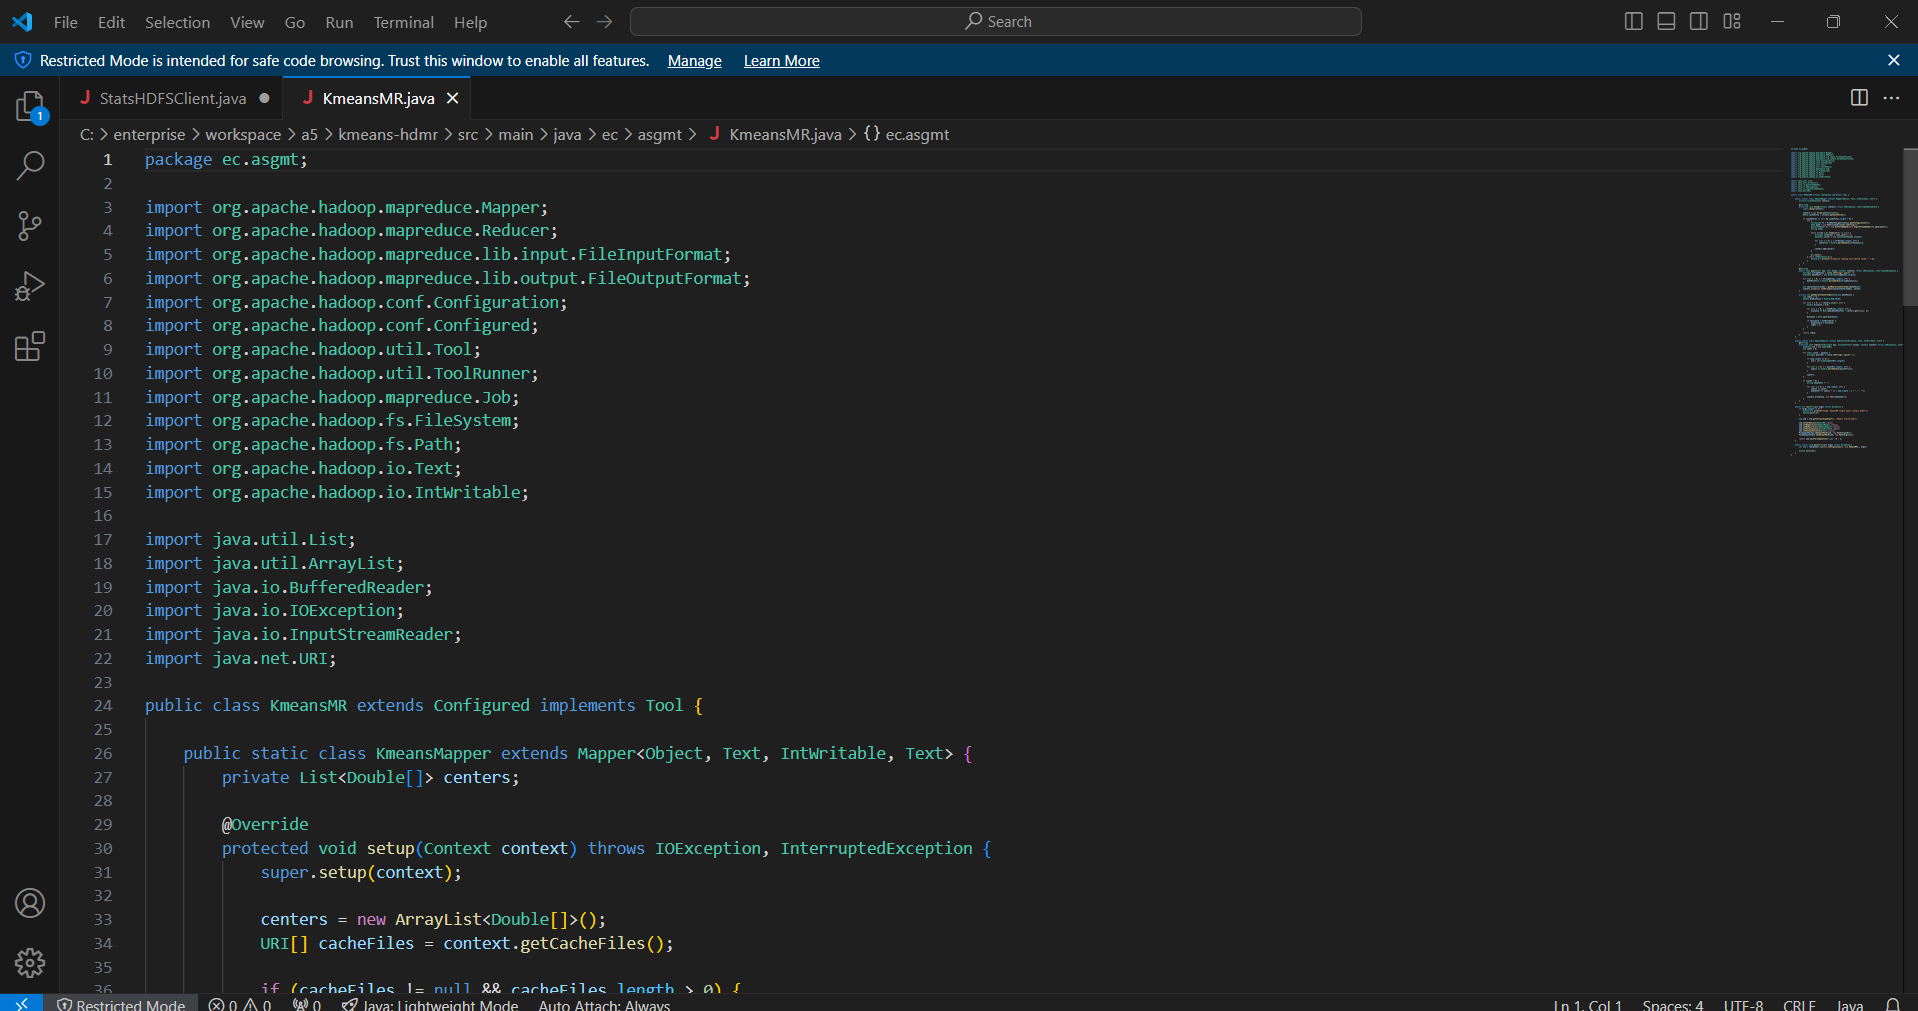 File Edit Selection View Go Run Terminal Help Search
Restricted Mode is intended for safe code browsing. Trust this window to enable all features. Manage Learn More
StatsHDFSClient.java KmeansMR.java
1
C: > enterprise > workspace > a5 > kmeans-hdmr > src > main > java > ec > asgmt > KmeansMR.java > {} ec.asgmt
1 package ec.asgmt;
2
3 import org.apache.hadoop.mapreduce.Mapper;
4 import org.apache.hadoop.mapreduce.Reducer;
5 import org.apache.hadoop.mapreduce.lib.input.FileInputFormat;
6 import org.apache.hadoop.mapreduce.lib.output.FileOutputFormat;
7 import org.apache.hadoop.conf.Configuration;
8 import org.apache.hadoop.conf.Configured;
9 import org.apache.hadoop.util.Tool;
10 import org.apache.hadoop.util.ToolRunner;
11 import org.apache.hadoop.mapreduce.Job;
12 import org.apache.hadoop.fs.FileSystem;
13 import org.apache.hadoop.fs.Path;
14 import org.apache.hadoop.io.Text;
15 import org.apache.hadoop.io.IntWritable;
16
17 import java.util.List;
18 import java.util.ArrayList;
19 import java.io.BufferedReader;
20 import java.io.IOException;
21 import java.io.InputStreamReader;
22 import java.net.URI;
23
24 public class KmeansMR extends Configured implements Tool {
25
26 public static class KmeansMapper extends Mapper<Object, Text, IntWritable, Text> {
27 private List<Double[]> centers;
28
29 @Override
30 protected void setup(Context context) throws IOException, InterruptedException {
31 super.setup(context);
32
33 centers = new ArrayList<Double[]>();
34 URI[] cacheFiles = context.getCacheFiles();
35
36 if (cacheFiles != null && cacheFiles.length > 0) {
Restricted Mode 0 0 0 Java: Lightweight Mode Auto Attach: Always Ln 1, Col 1 Spaces: 4 UTF-8 CRLF Java